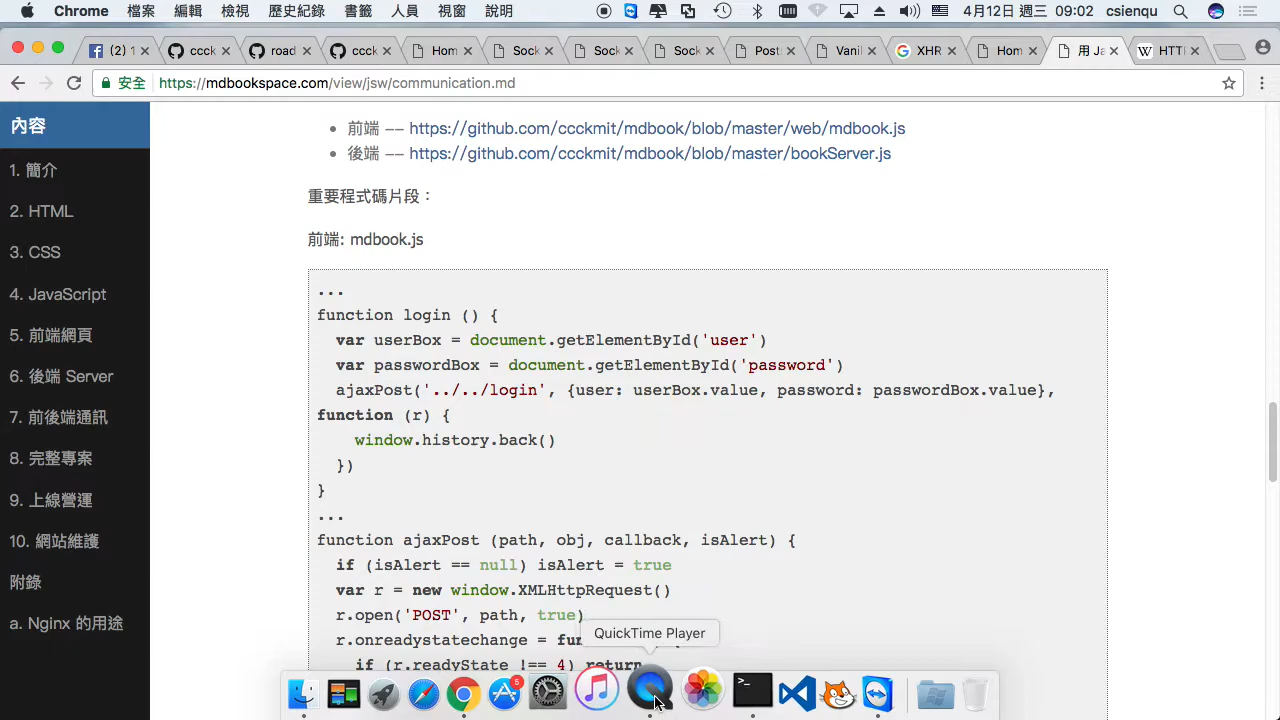 Chrome 檔案 編輯 檢視 歷史紀錄 書籤 人員 視窗 說明 4月12日 週三 09:02 csienqu
(2) 1 ccck road ccck Hom Sock Sock Sock Posts Vanil XHR Hom 用 Ja HTTP
安全 https://mdbookspace.com/view/jsw/communication.md
內容
1. 簡介
2. HTML
3. CSS
4. JavaScript
5. 前端網頁
6. 後端 Server
7. 前後端通訊
8. 完整專案
9. 上線營運
10. 網站維護
附錄
a. Nginx 的用途
前端 –– https://github.com/ccckmit/mdbook/blob/master/web/mdbook.js
後端 –– https://github.com/ccckmit/mdbook/blob/master/bookServer.js
重要程式碼片段：
前端: mdbook.js
...
function login () {
var userBox = document.getElementById('user')
var passwordBox = document.getElementById('password')
ajaxPost('../../login', {user: userBox.value, password: passwordBox.value},
function (r) {
window.history.back()
})
}
...
function ajaxPost (path, obj, callback, isAlert) {
if (isAlert == null) isAlert = true
var r = new window.XMLHttpRequest()
r.open('POST', path, true)
r.onreadystatechange = fun
if (r.readyState !== 4) return
QuickTime Player
5